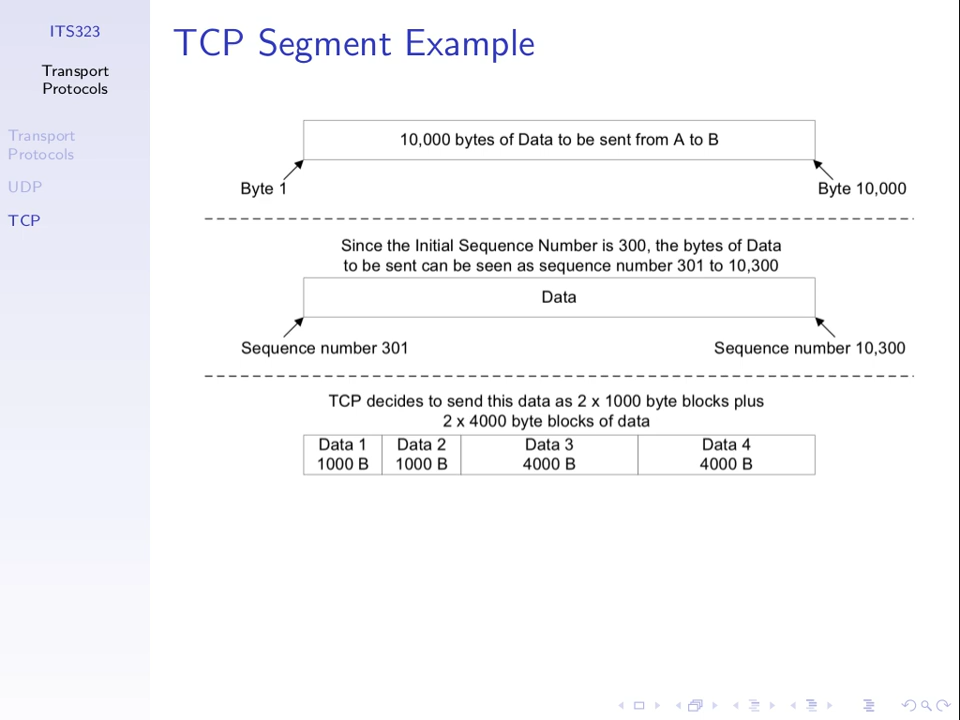 ITS323
Transport
Protocols
Transport
Protocols
UDP
TCP
TCP Segment Example
10,000 bytes of Data to be sent from A to B
Byte 1
Byte 10,000
Since the Initial Sequence Number is 300, the bytes of Data
to be sent can be seen as sequence number 301 to 10,300
Data
Sequence number 301
Sequence number 10,300
TCP decides to send this data as 2 x 1000 byte blocks plus
2 x 4000 byte blocks of data
Data 1
1000 B
Data 2
1000 B
Data 3
4000 B
Data 4
4000 B